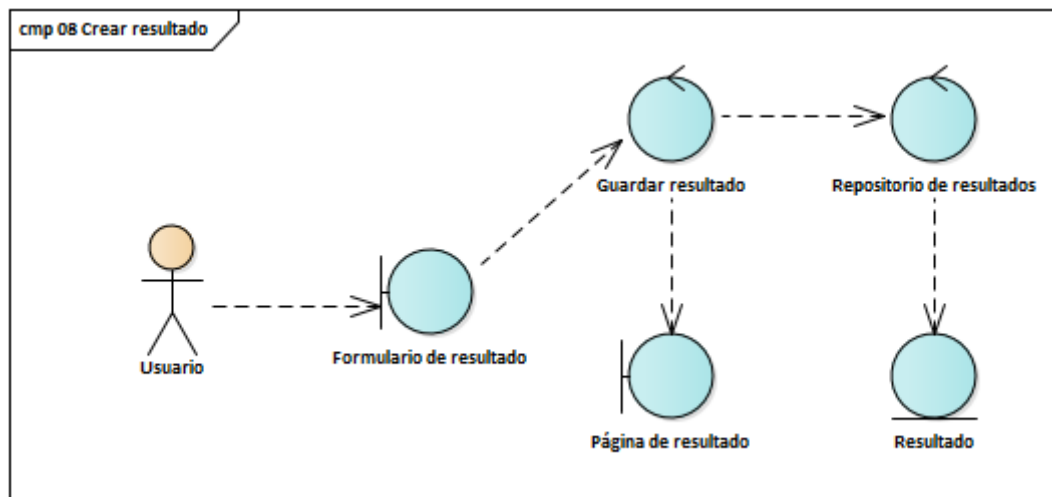 cmp 08 Crear resultado
Guardar resultado
Repositorio de resultados
Usuario
Formulario de resultado
Página de resultado
Resultado